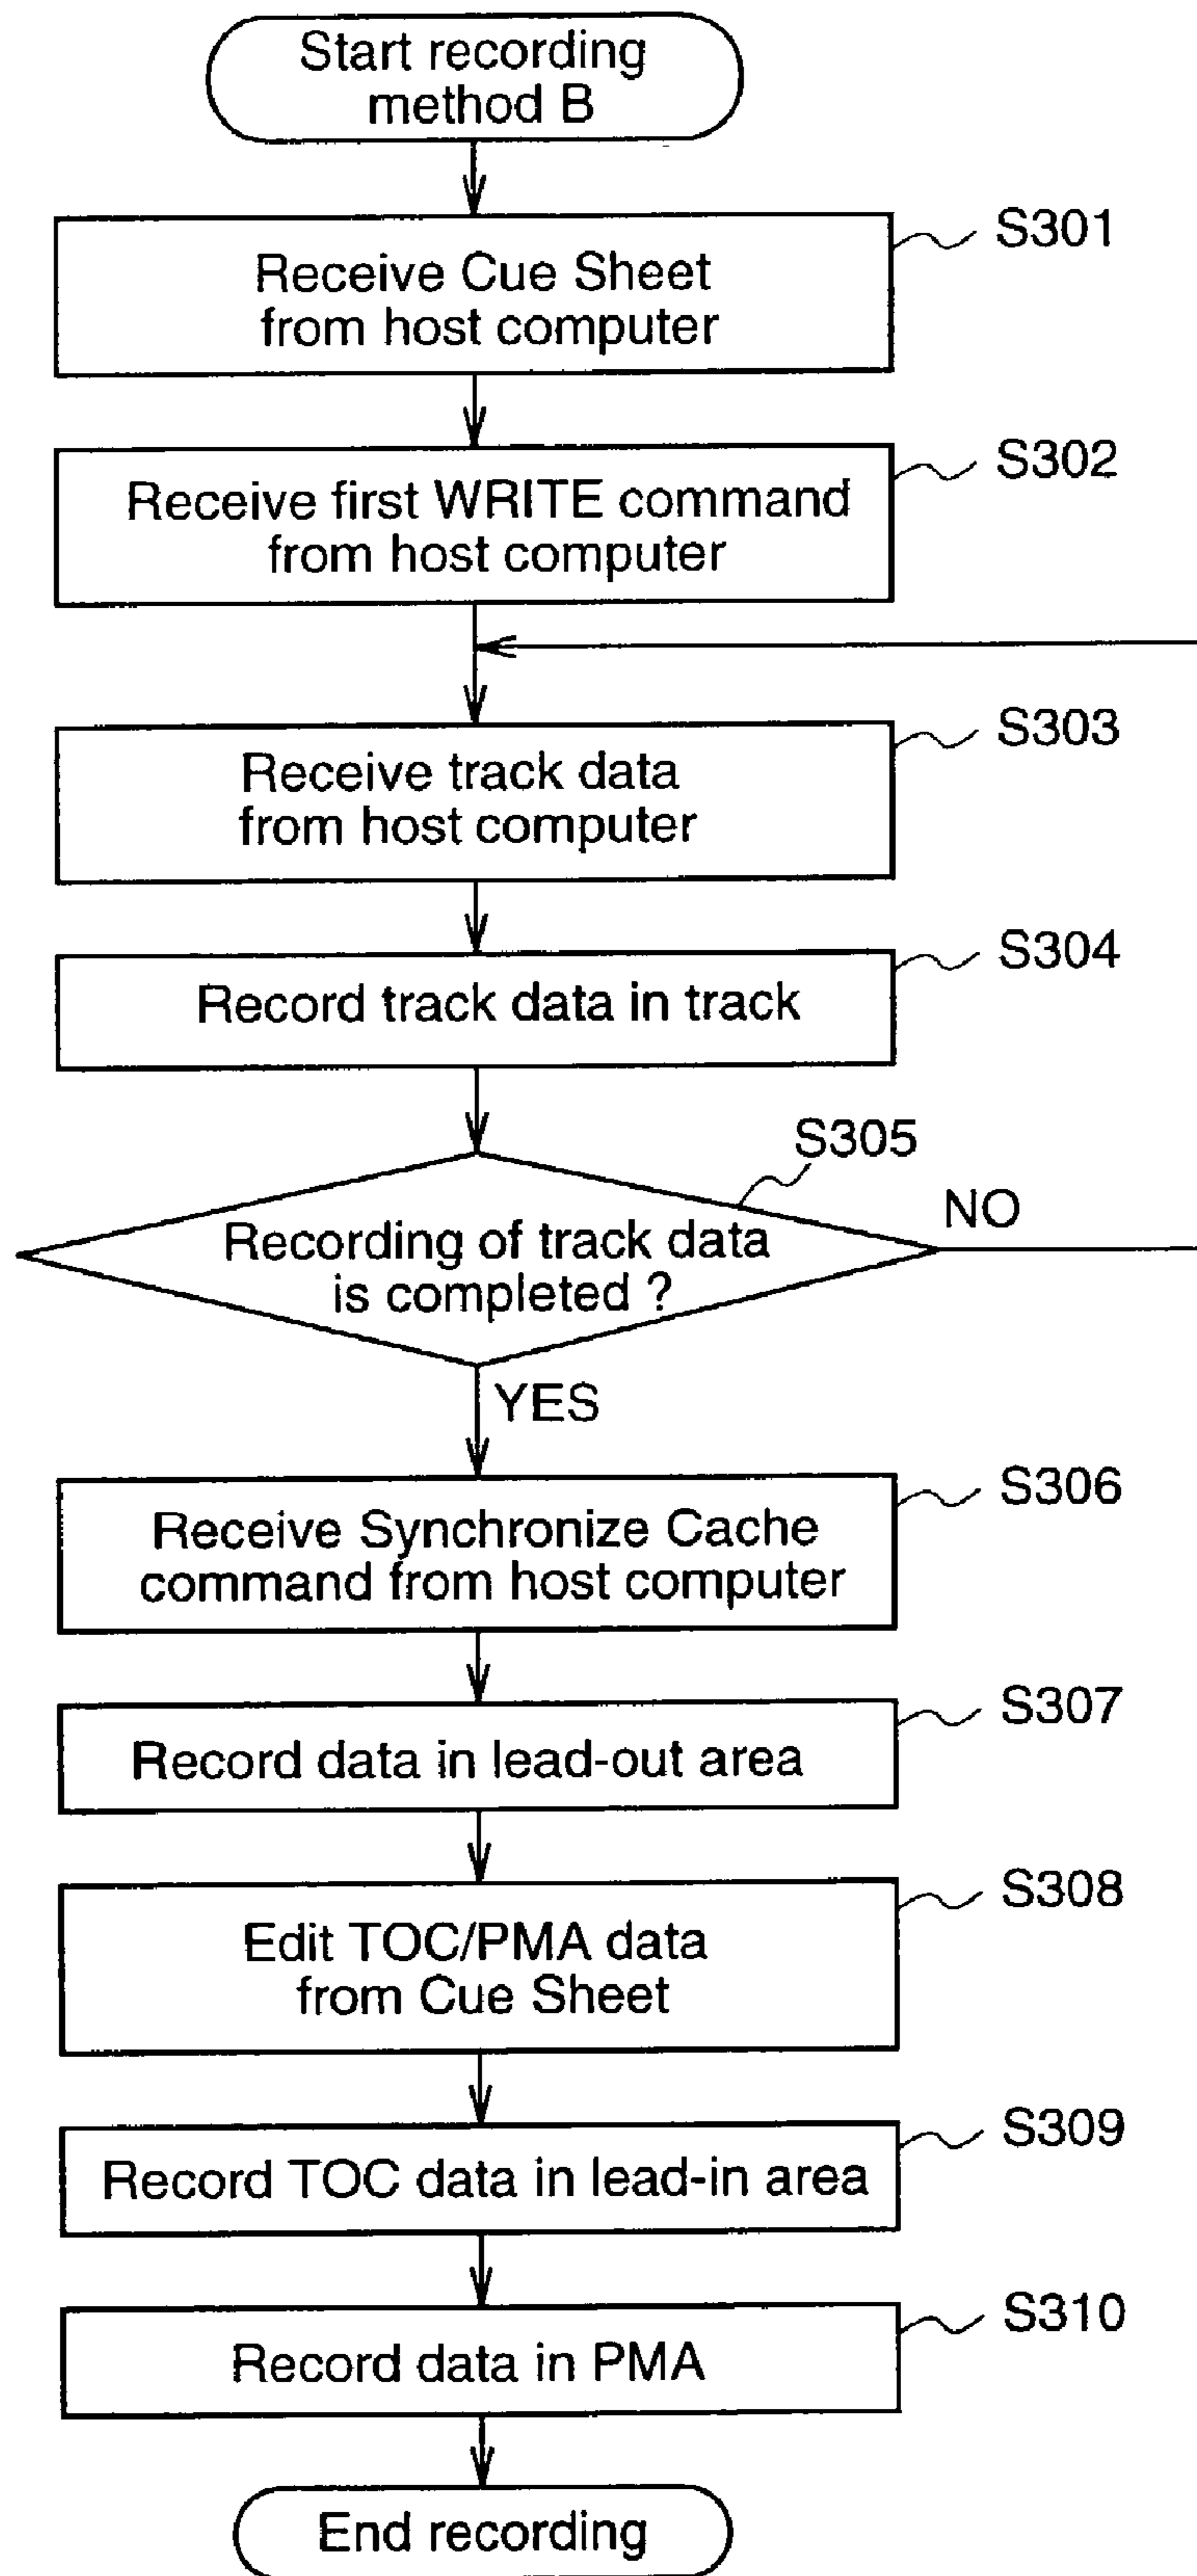 Start recording
method B
S301
Receive Cue Sheet
from host computer
S302
Receive first WRITE command
from host computer
S303
Receive track data
from host computer
S304
Record track data in track
S305
Recording of track data
is completed ?
NO
YES
S306
Receive Synchronize Cache
command from host computer
S307
Record data in lead-out area
S308
Edit TOC/PMA data
from Cue Sheet
S309
Record TOC data in lead-in area
S310
Record data in PMA
End recording